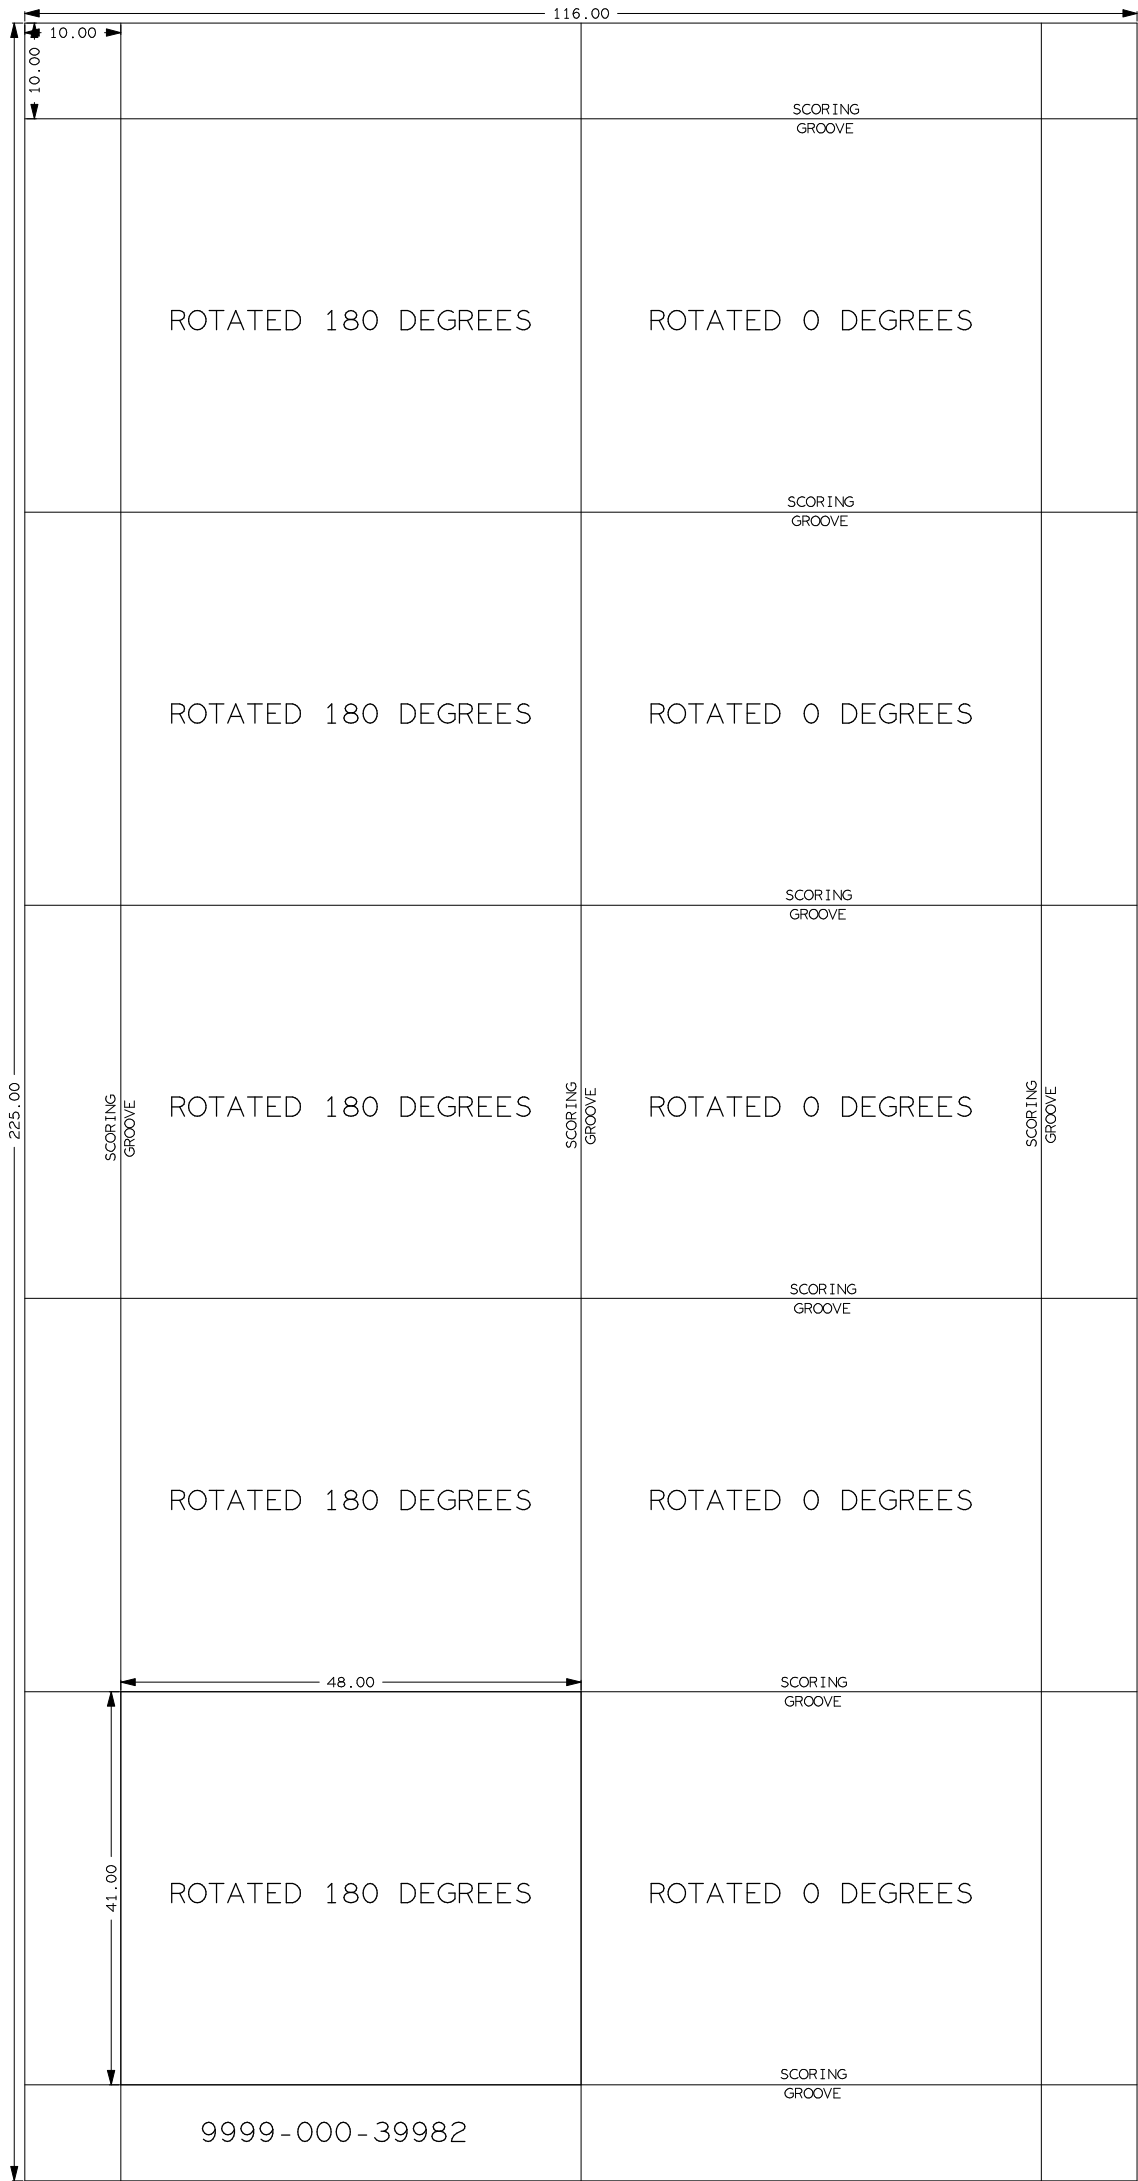 116.00
10.00
10.00
SCORING
GROOVE
ROTATED 180 DEGREES
ROTATED 0 DEGREES
SCORING
GROOVE
ROTATED 180 DEGREES
ROTATED 0 DEGREES
SCORING
GROOVE
225.00
SCORING
GROOVE
ROTATED 180 DEGREES
SCORING
GROOVE
ROTATED 0 DEGREES
SCORING
GROOVE
SCORING
GROOVE
ROTATED 180 DEGREES
ROTATED 0 DEGREES
48.00
SCORING
GROOVE
41.00
ROTATED 180 DEGREES
ROTATED 0 DEGREES
SCORING
GROOVE
9999-000-39982